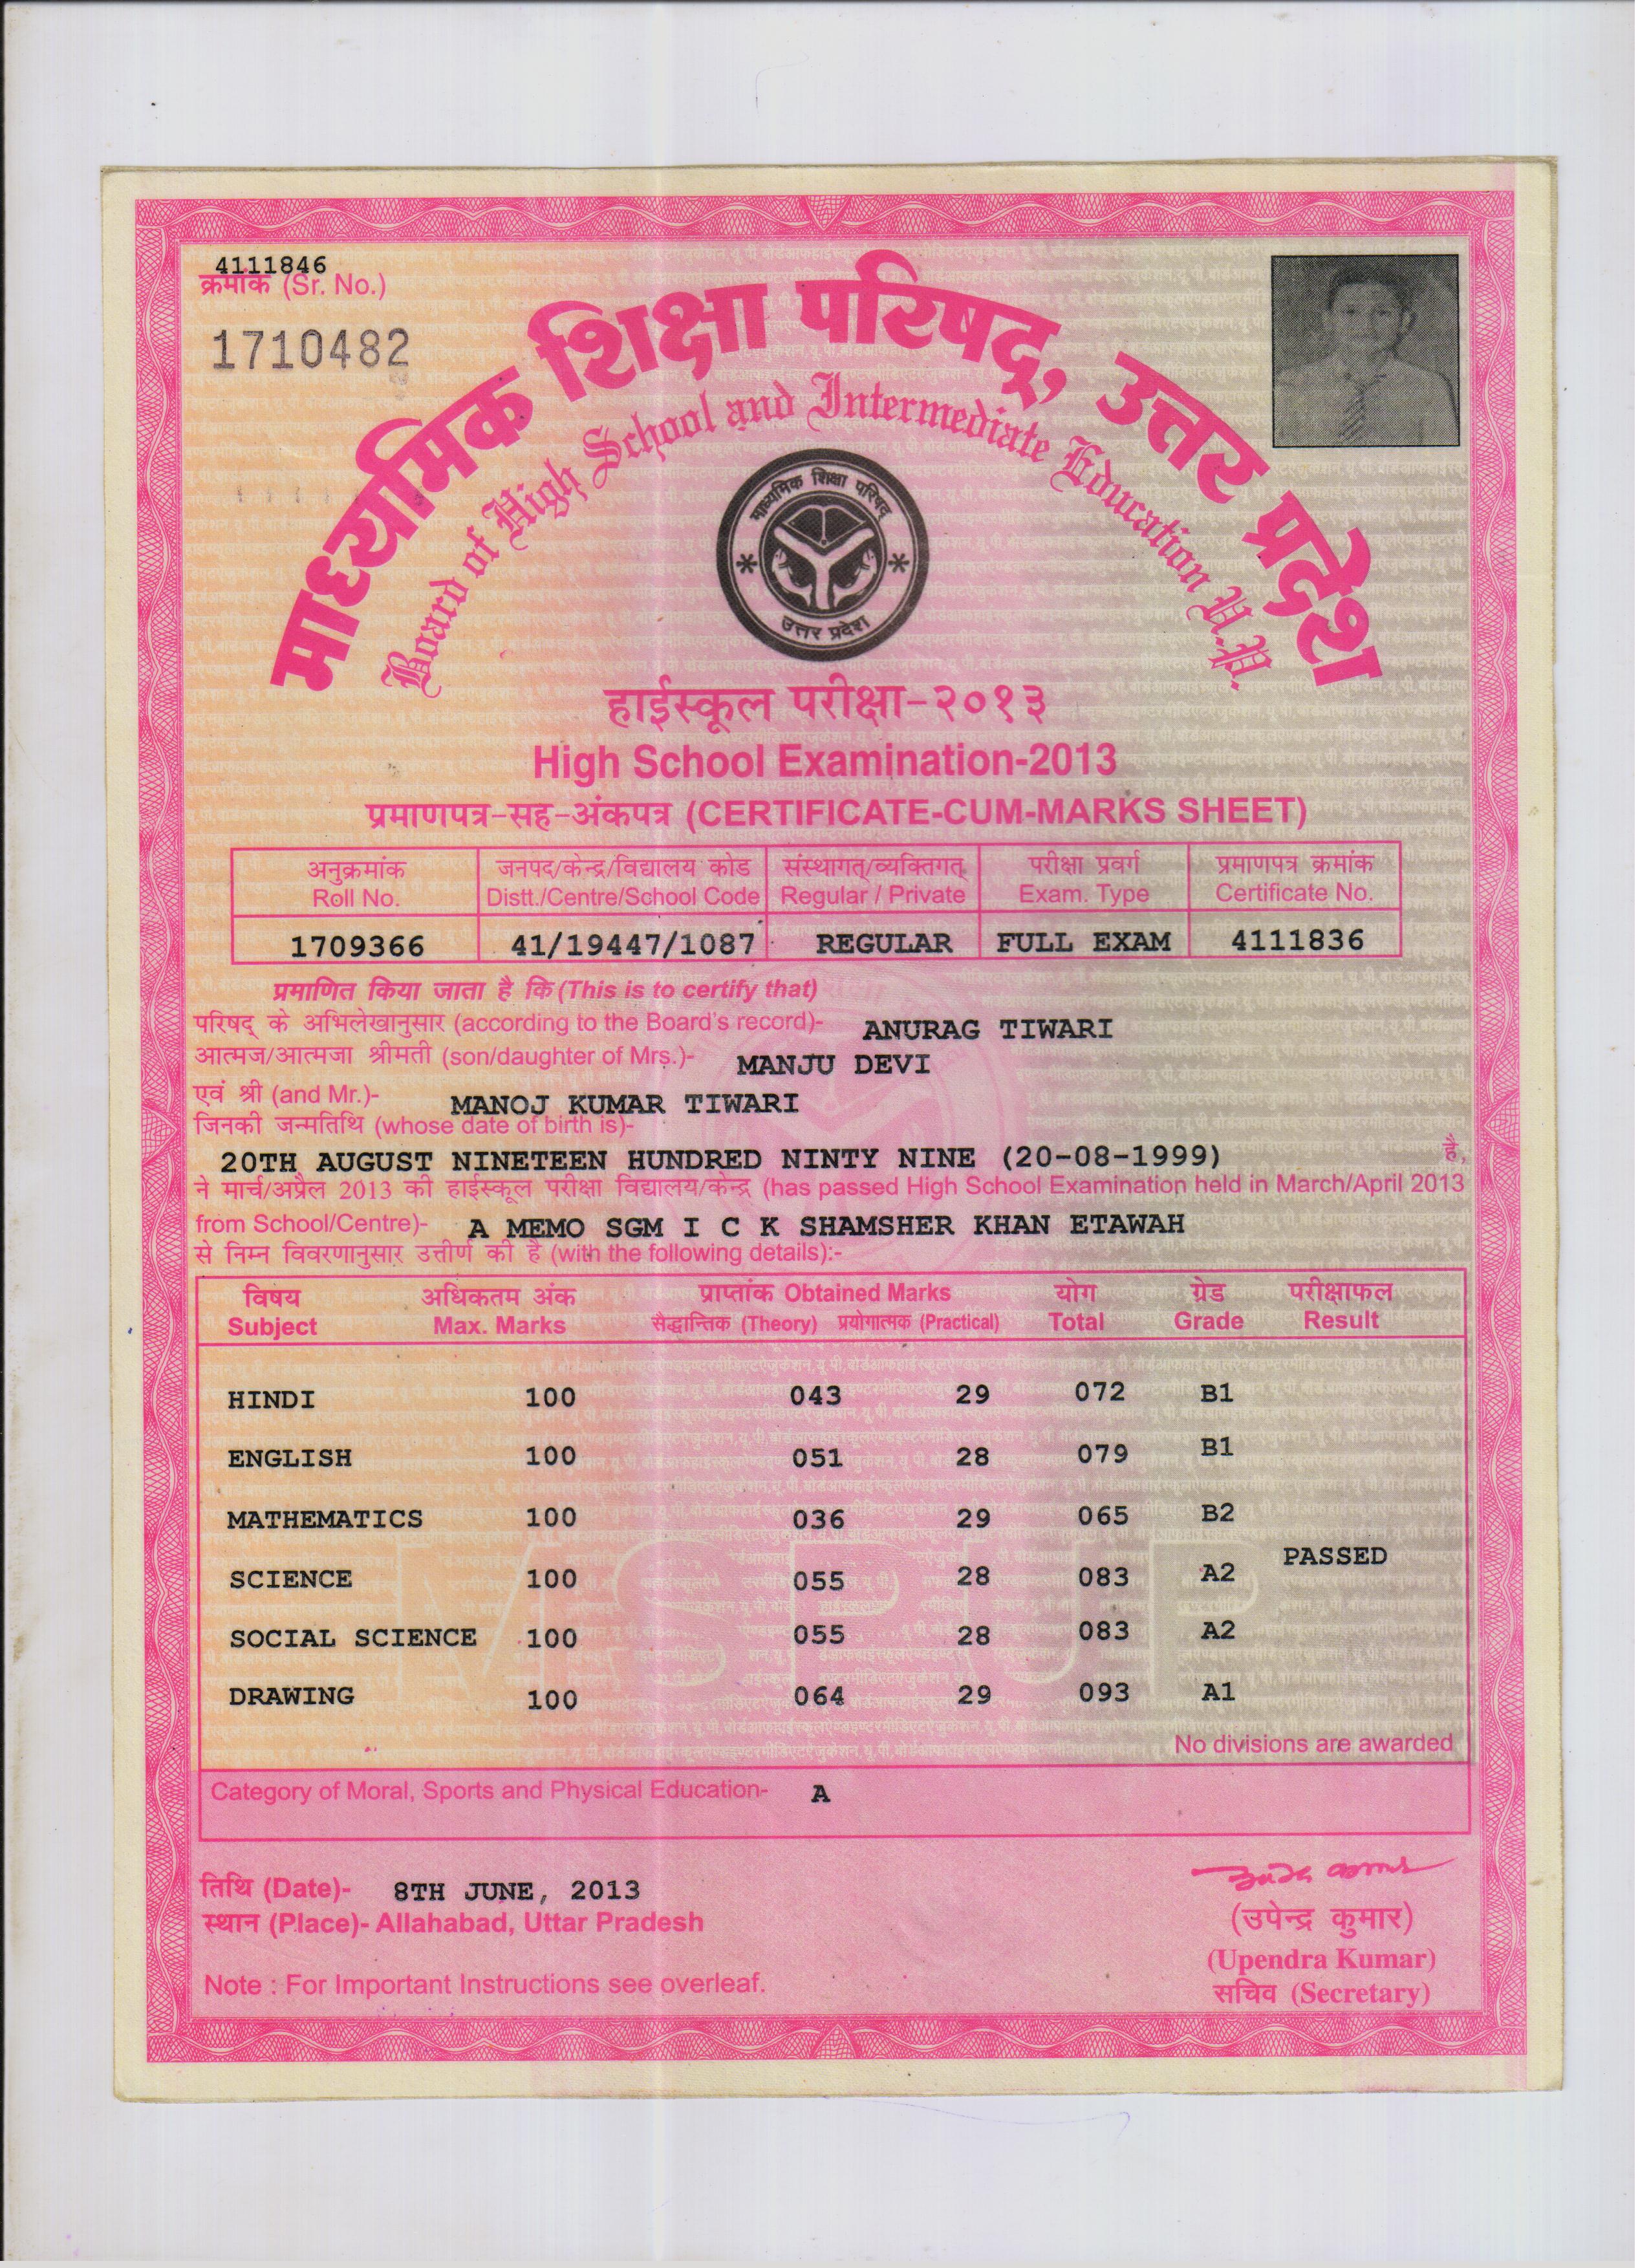 4111846
क्रमांक (Sr. No.)
1710482
माध्यमिक शिक्षा परिषद्, उत्तर प्रदेश
Board of High School and Intermediate Education U.P.
माध्यमिक शिक्षा परिषद्
उत्तर प्रदेश
हाईस्कूल परीक्षा-२०१३
High School Examination-2013
प्रमाणपत्र-सह-अंकपत्र (CERTIFICATE-CUM-MARKS SHEET)
अनुक्रमांक जनपद/केन्द्र/विद्यालय कोड संस्थागत्/व्यक्तिगत् परीक्षा प्रवर्ग प्रमाणपत्र क्रमांक
Roll No. Distt./Centre/School Code Regular / Private Exam. Type Certificate No.
1709366 41/19447/1087 REGULAR FULL EXAM 4111836
प्रमाणित किया जाता है कि (This is to certify that)
परिषद् के अभिलेखानुसार (according to the Board's record)- ANURAG TIWARI
आत्मज/आत्मजा श्रीमती (son/daughter of Mrs.)- MANJU DEVI
एवं श्री (and Mr.)- MANOJ KUMAR TIWARI
जिनकी जन्मतिथि (whose date of birth is)-
20TH AUGUST NINETEEN HUNDRED NINTY NINE (20-08-1999) है,
ने मार्च/अप्रैल 2013 की हाईस्कूल परीक्षा विद्यालय/केन्द्र (has passed High School Examination held in March/April 2013
from School/Centre)- A MEMO SGM I C K SHAMSHER KHAN ETAWAH
से निम्न विवरणानुसार उत्तीर्ण की है (with the following details):-
विषय अधिकतम अंक प्राप्तांक Obtained Marks योग ग्रेड परीक्षाफल
Subject Max. Marks सैद्धान्तिक (Theory) प्रयोगात्मक (Practical) Total Grade Result
HINDI 100 043 29 072 B1
ENGLISH 100 051 28 079 B1
MATHEMATICS 100 036 29 065 B2
PASSED
SCIENCE 100 055 28 083 A2
SOCIAL SCIENCE 100 055 28 083 A2
DRAWING 100 064 29 093 A1
No divisions are awarded
Category of Moral, Sports and Physical Education- A
तिथि (Date)- 8TH JUNE, 2013
स्थान (Place)- Allahabad, Uttar Pradesh
(उपेन्द्र कुमार)
(Upendra Kumar)
सचिव (Secretary)
Note : For Important Instructions see overleaf.